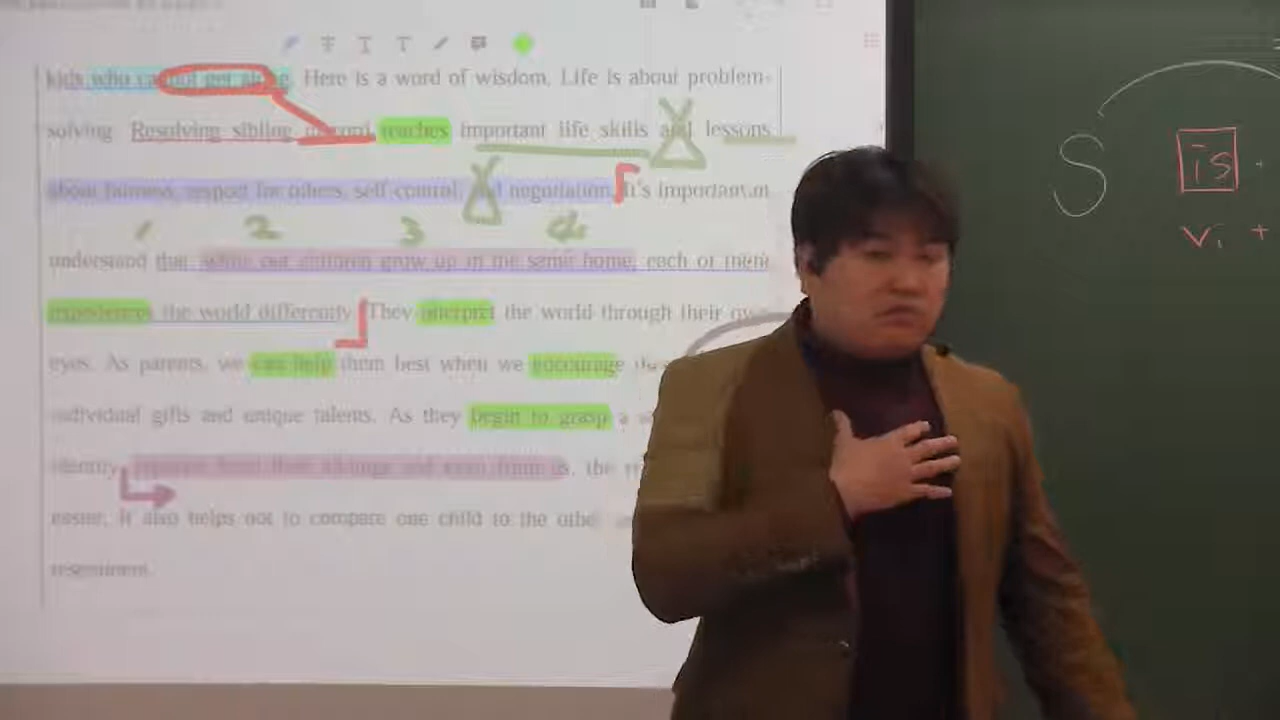 kids who cannot get along. Here is a word of wisdom. Life is about problem-
solving. Resolving sibling discord teaches important life skills and lessons
about fairness, respect for others, self-control, and negotiation. It's important
1 2 3 4
understand that while our children grow up in the same home, each of them
experiences the world differently. They interpret the world through their
eyes. As parents, we can help them best when we encourage
individual gifts and unique talents. As they begin to grasp a
identity, separate from their siblings and even from us, the
easier. It also helps not to compare one child to the other
resentment.
S is
vi +